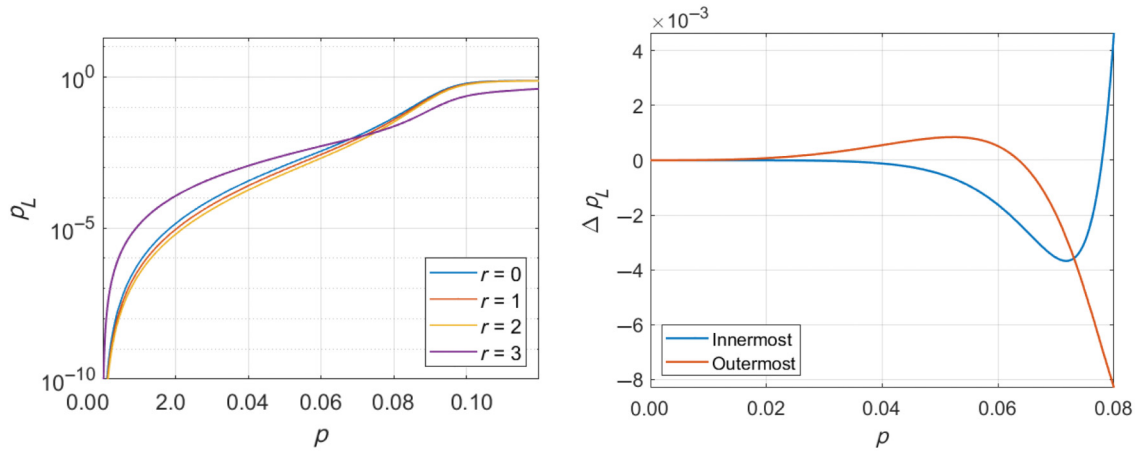 10^0
10^−5
10^−10
p_L
0.00 2.0 0.04 0.06 0.08 0.10
p
r = 0
r = 1
r = 2
r = 3
×10^−3
4
2
0
−2
−4
−6
−8
Δ p_L
0.00 0.02 0.04 0.06 0.08
p
Innermost
Outermost